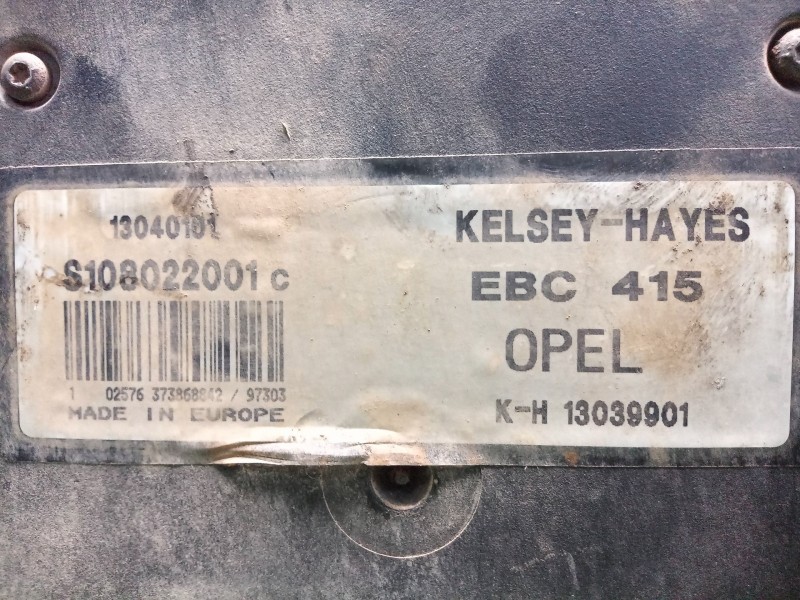 13040101
S108022001 C
1 02576 373868842 / 97303
MADE IN EUROPE
KELSEY-HAYES
EBC 415
OPEL
K-H 13039901